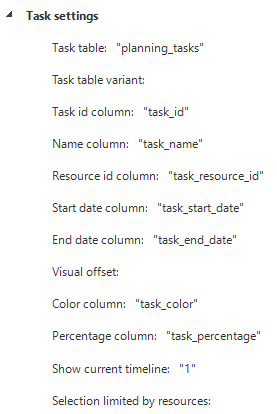 Task settings
Task table: "planning_tasks"
Task table variant:
Task id column: "task_id"
Name column: "task_name"
Resource id column: "task_resource_id"
Start date column: "task_start_date"
End date column: "task_end_date"
Visual offset:
Color column: "task_color"
Percentage column: "task_percentage"
Show current timeline: "1"
Selection limited by resources: